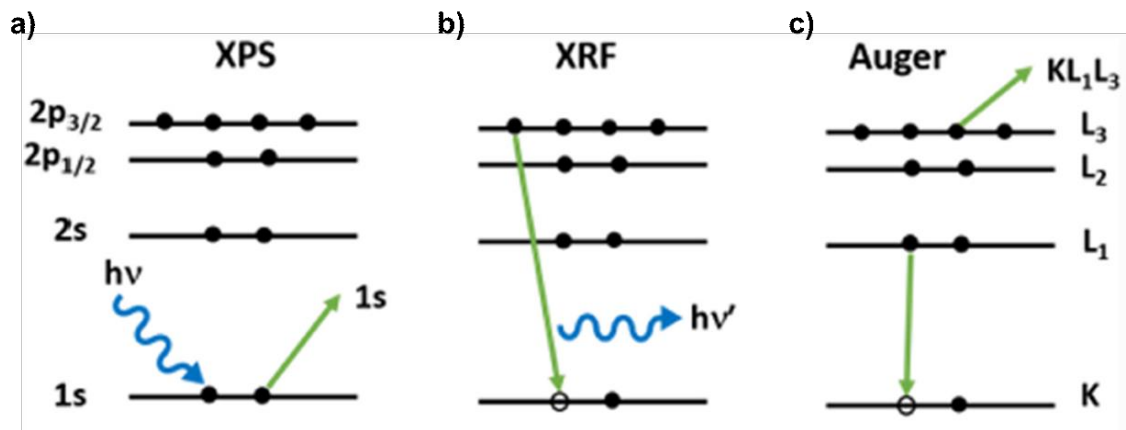 a)
XPS
2p3/2
2p1/2
2s
hν
1s
1s
b)
XRF
hν′
c)
Auger
KL1L3
L3
L2
L1
K